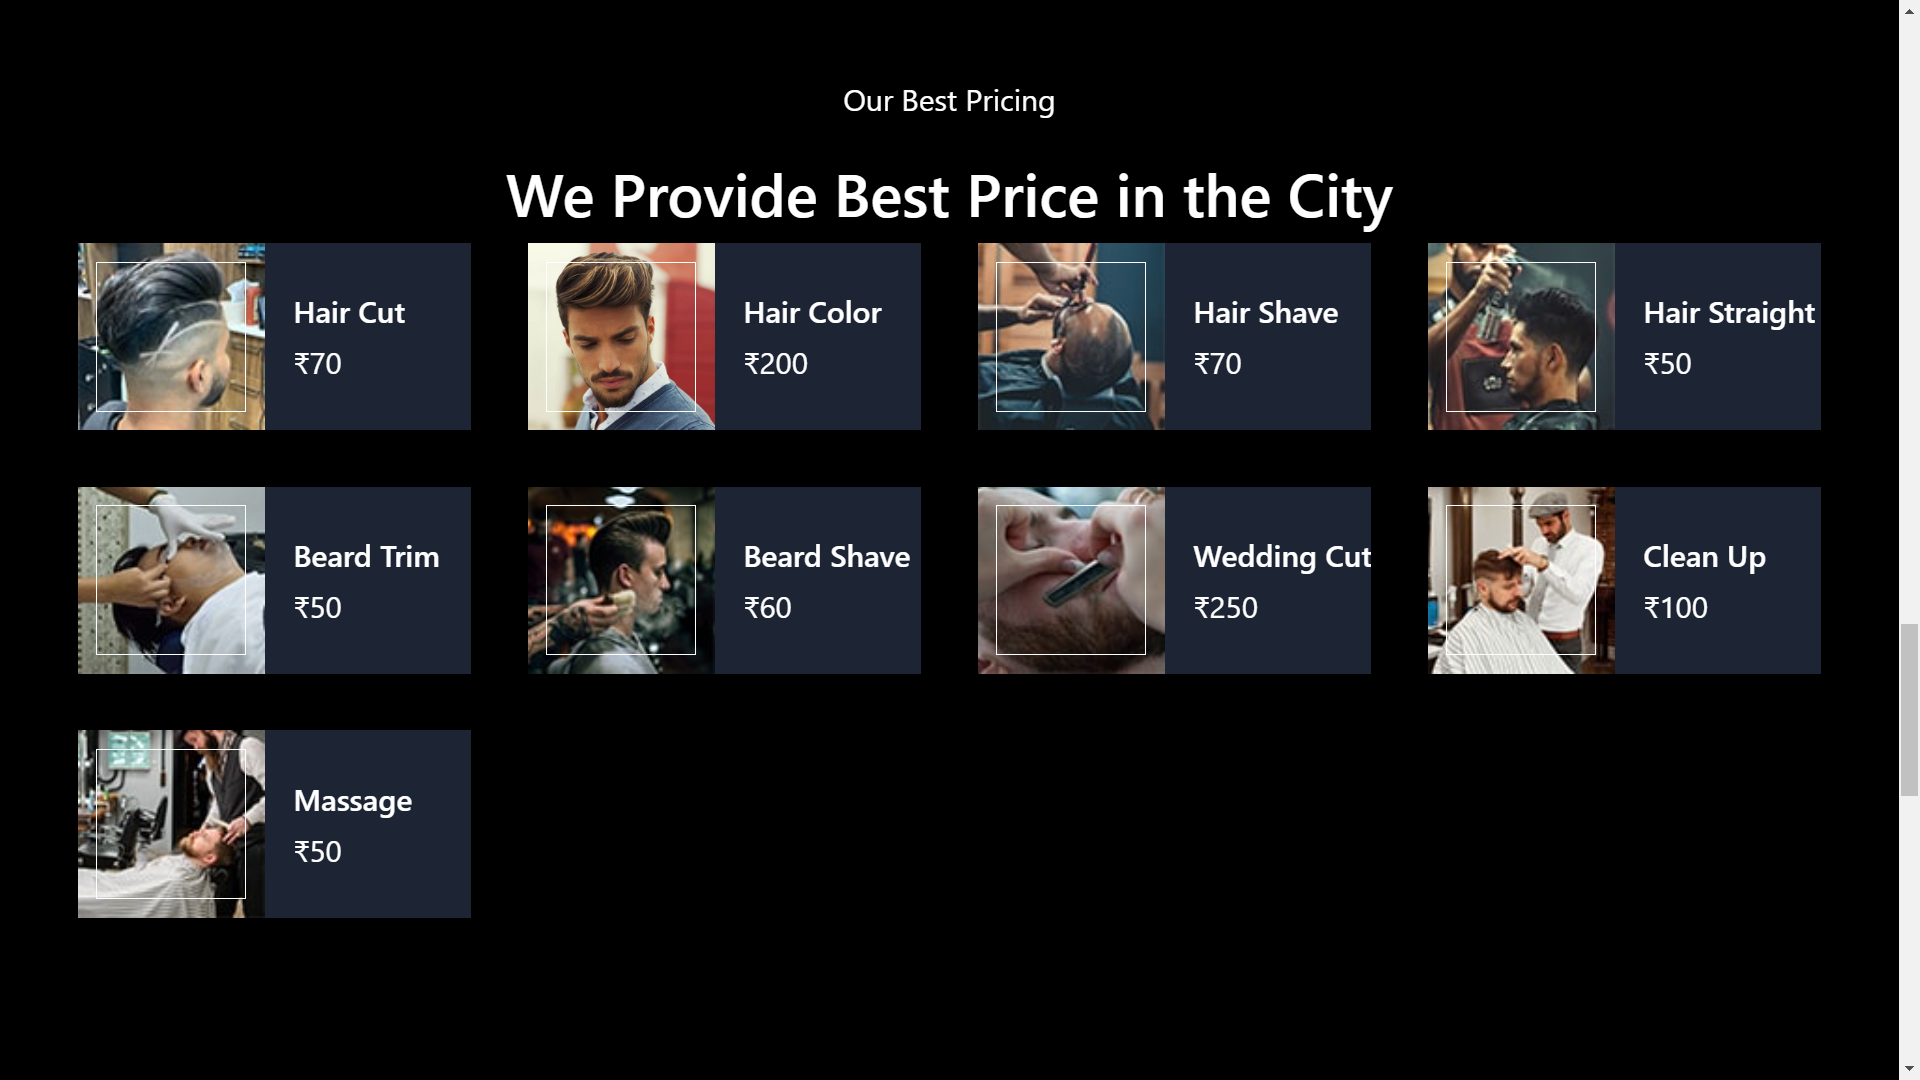 Our Best Pricing
We Provide Best Price in the City
Hair Cut
₹70
Hair Color
₹200
Hair Shave
₹70
Hair Straight
₹50
Beard Trim
₹50
Beard Shave
₹60
Wedding Cut
₹250
Clean Up
₹100
Massage
₹50